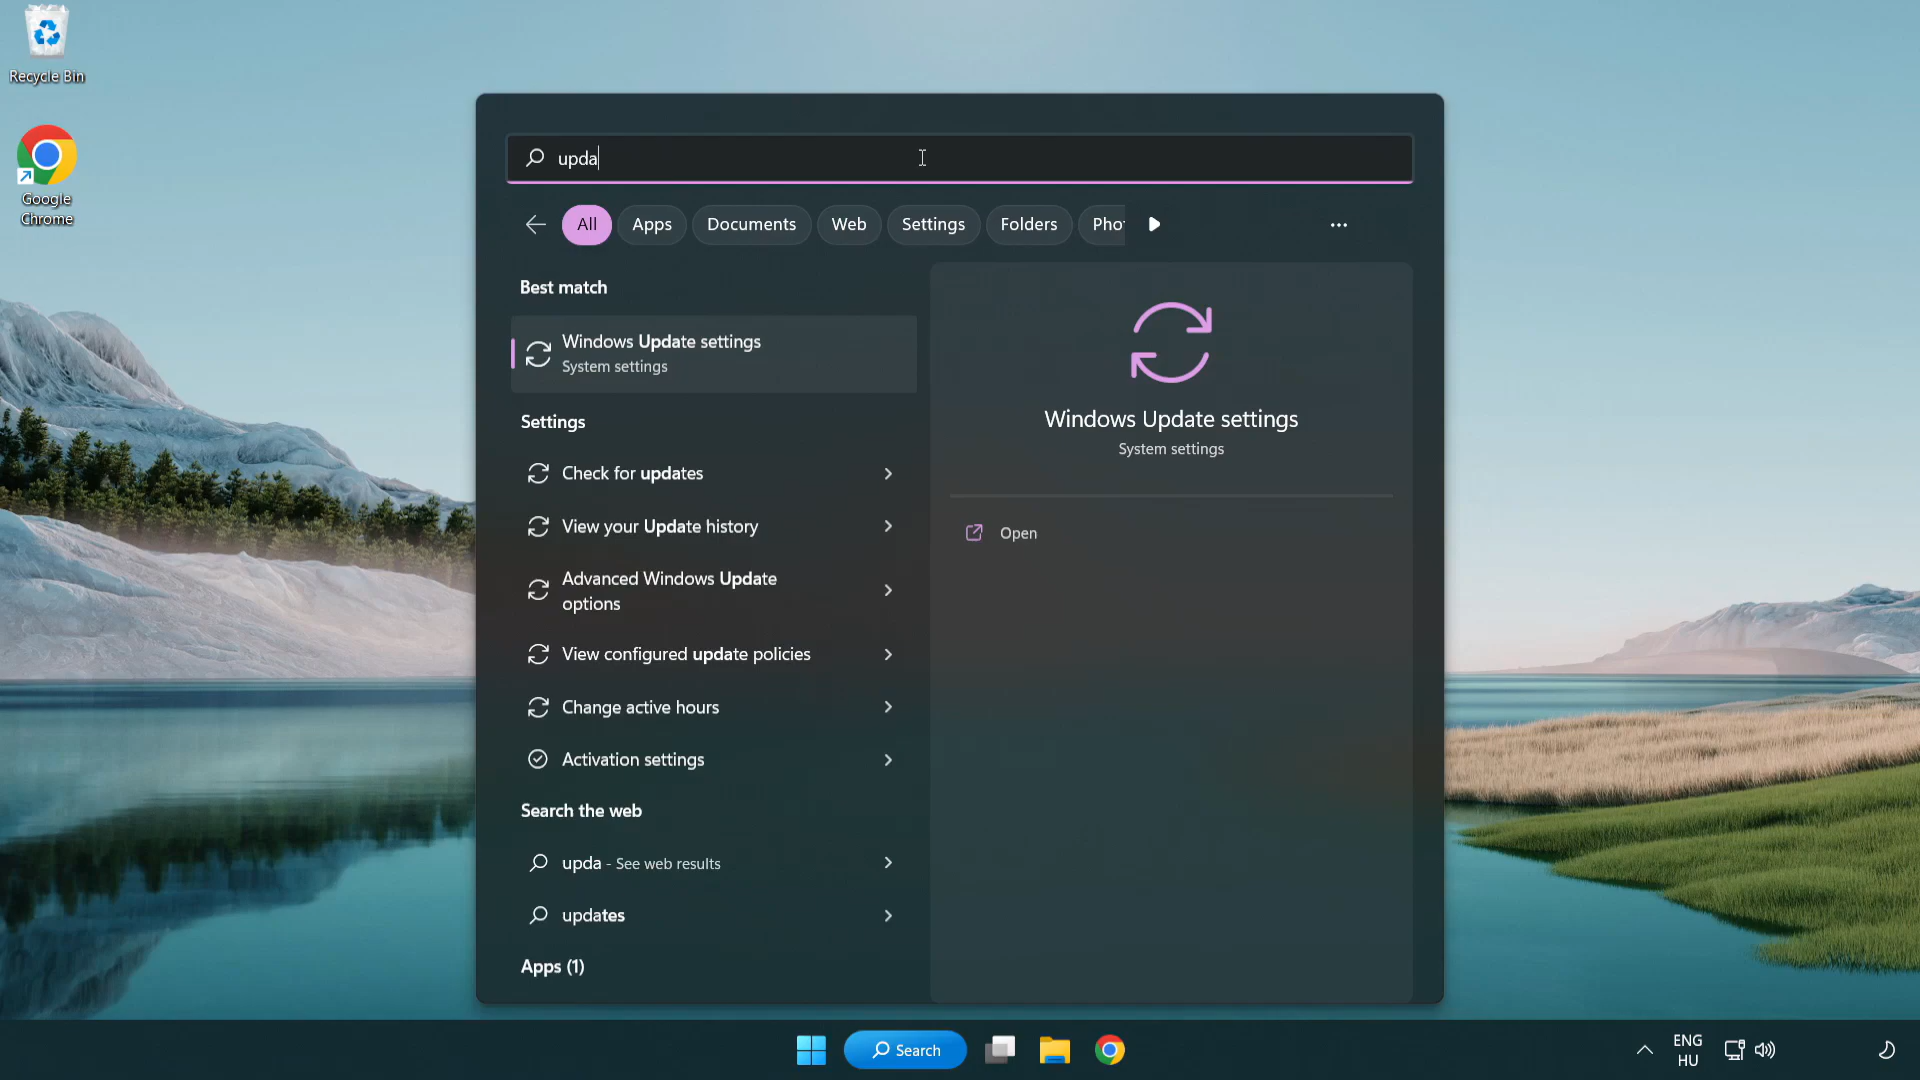 Recycle Bin
Google
Chrome
upda
All
Apps
Documents
Web
Settings
Folders
Pho
Best match
Windows Update settings
System settings
Settings
Check for updates
View your Update history
Advanced Windows Update
options
View configured update policies
Change active hours
Activation settings
Search the web
upda - See web results
updates
Apps (1)
Windows Update settings
System settings
Open
Search
ENG
HU